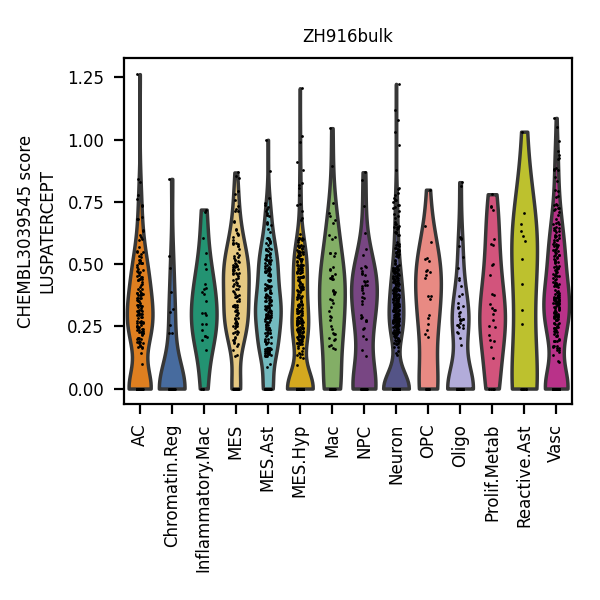 ZH916bulk
CHEMBL3039545 score
LUSPATERCEPT
1.25
1.00
0.75
0.50
0.25
0.00
AC
Chromatin.Reg
Inflammatory.Mac
MES
MES.Ast
MES.Hyp
Mac
NPC
Neuron
OPC
Oligo
Prolif.Metab
Reactive.Ast
Vasc